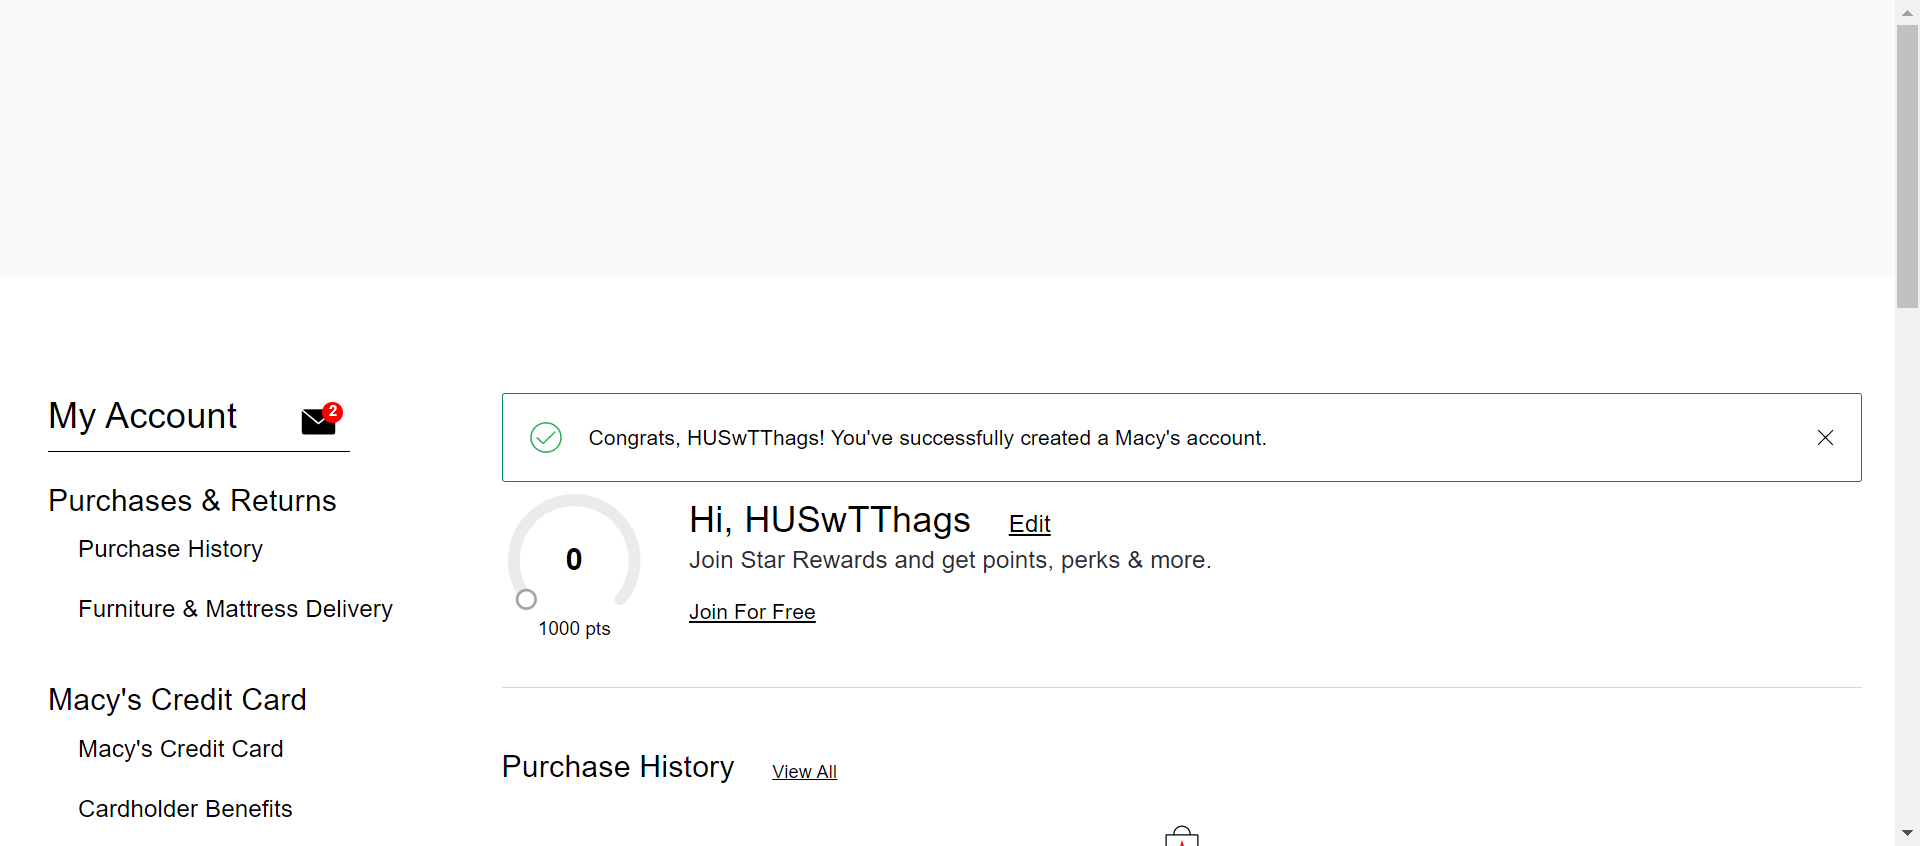 My Account
2
Purchases & Returns
Purchase History
Furniture & Mattress Delivery
Macy's Credit Card
Macy's Credit Card
Cardholder Benefits
Congrats, HUSwTThags! You've successfully created a Macy's account.
0
1000 pts
Hi, HUSwTThags Edit
Join Star Rewards and get points, perks & more.
Join For Free
Purchase History View All